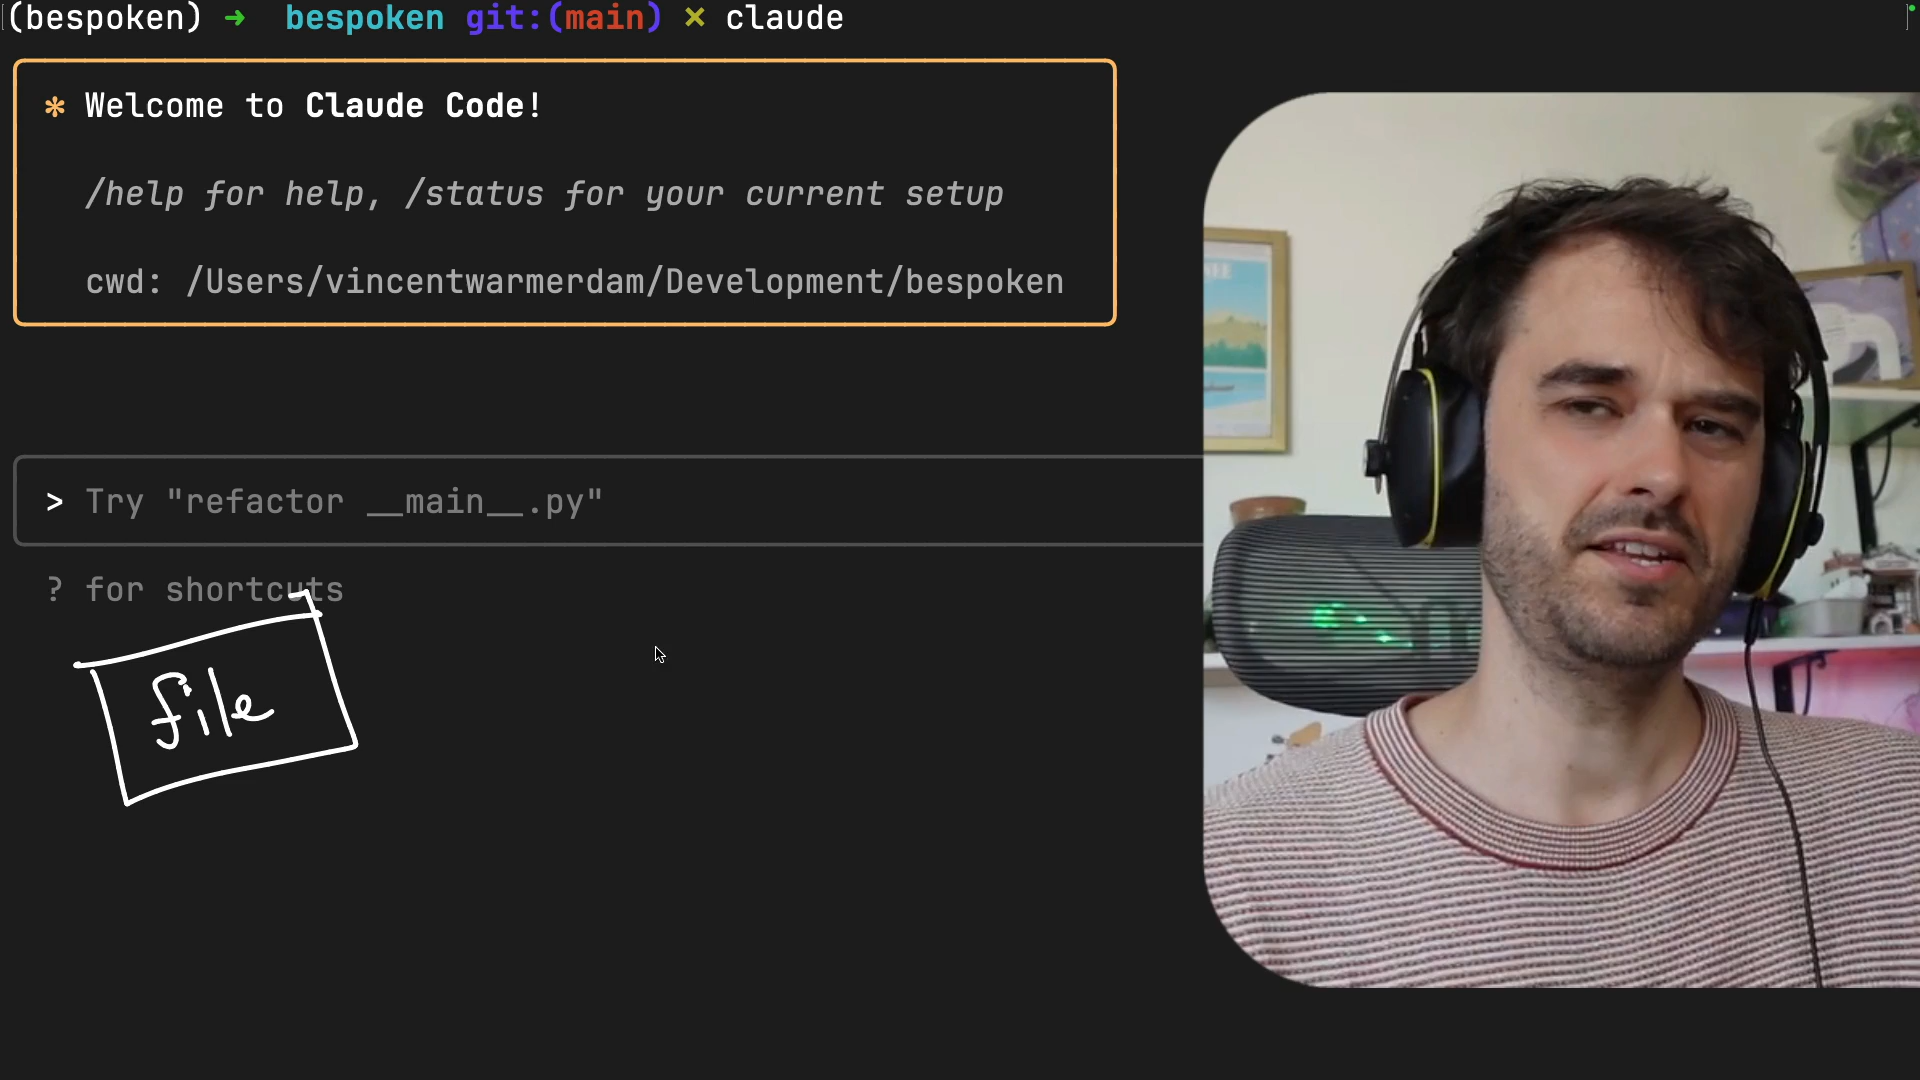 (bespoken) ➜ bespoken git:(main) ✗ claude
✻ Welcome to Claude Code!
/help for help, /status for your current setup
cwd: /Users/vincentwarmerdam/Development/bespoken
> Try "refactor __main__.py"
? for shortcuts
file